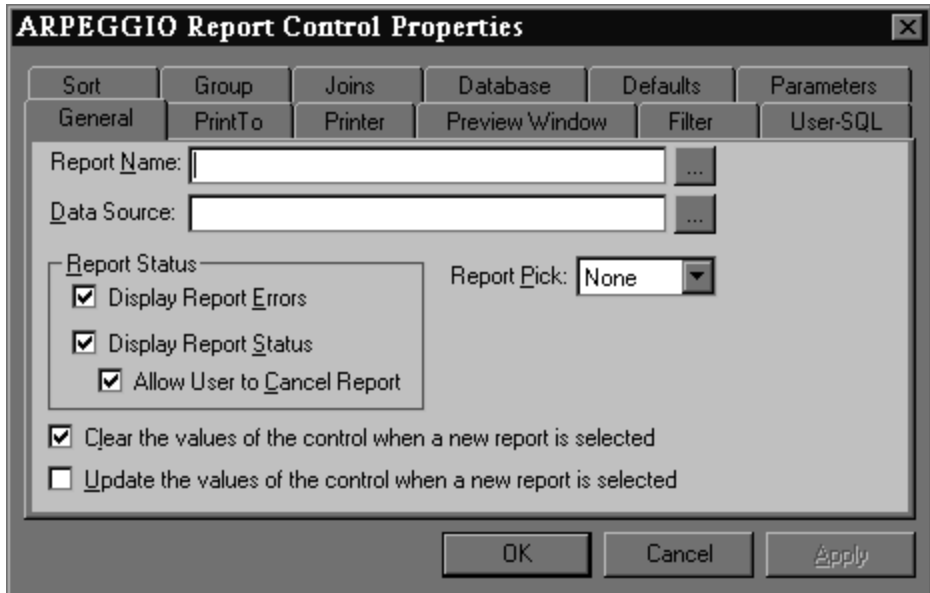 ARPEGGIO Report Control Properties
Sort Group Joins Database Defaults Parameters
General PrintTo Printer Preview Window Filter User-SQL
Report Name: ...
Data Source: ...
Report Status
Report Pick: None
Display Report Errors
Display Report Status
Allow User to Cancel Report
Clear the values of the control when a new report is selected
Update the values of the control when a new report is selected
OK Cancel Apply